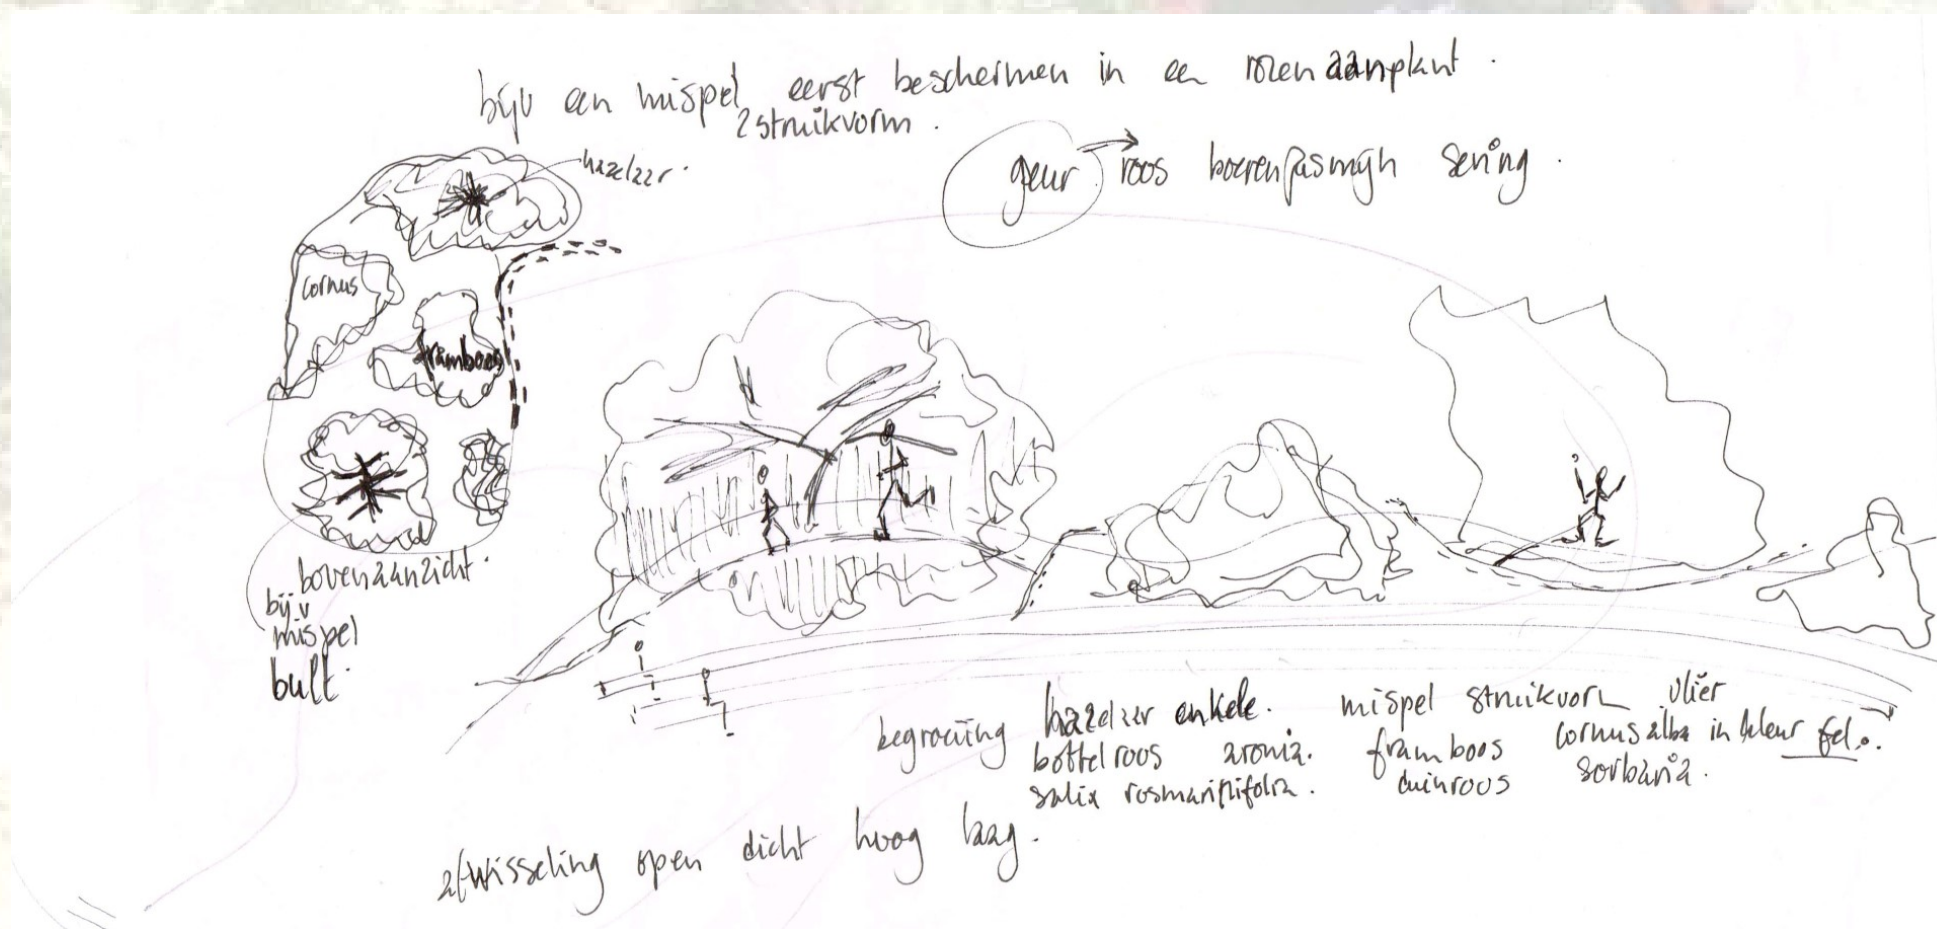 bijv een mispel eerst beschermen in een rozen aanplant.
2 struikvorm.
hazelaar.
geur → roos boerenjasmijn sering.
cornus
framboos
bovenaanzicht.
bijv
mispel
bult.
begroeiing hazelaar enkele. mispel struikvorm vlier
bottelroos aronia. framboos cornus alba in kleur fel.
salix rosmarinifolia. duinroos sorbaria.
afwisseling open dicht hoog laag.